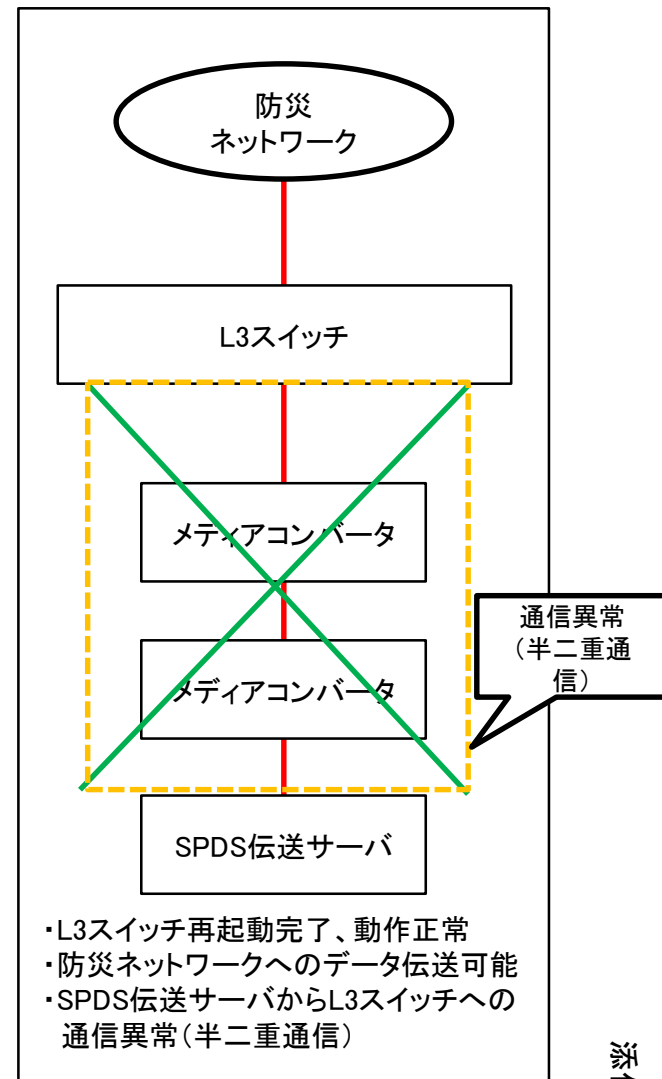 防災
ネットワーク
L3スイッチ
メディアコンバータ
メディアコンバータ
通信異常
（半二重通
信）
SPDS伝送サーバ
・L3スイッチ再起動完了、動作正常
・防災ネットワークへのデータ伝送可能
・SPDS伝送サーバからL3スイッチへの
通信異常（半二重通信）
添